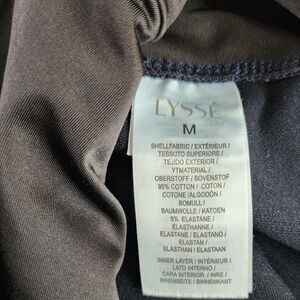 LYSSÉ
M
SHELLFABRIC / EXTÉRIEUR /
TESSUTO SUPERIORE /
TEJIDO EXTERIOR /
YTMATERIAL /
OBERSTOFF / BOVENSTOF
95% COTTON / COTON /
COTONE /ALGODÓN /
BOMULL /
BAUMWOLLE / KATOEN
5% ELASTANE /
ÉLASTHANNE /
ELASTANE / ELASTANO /
ELASTAN /
ELASTHAN / ELASTAAN
INNER LAYER / INTÉRIEUR /
LATO INTERNO /
CARA INTERIOR / INRE /
INNENSEITE / BINNENKANT